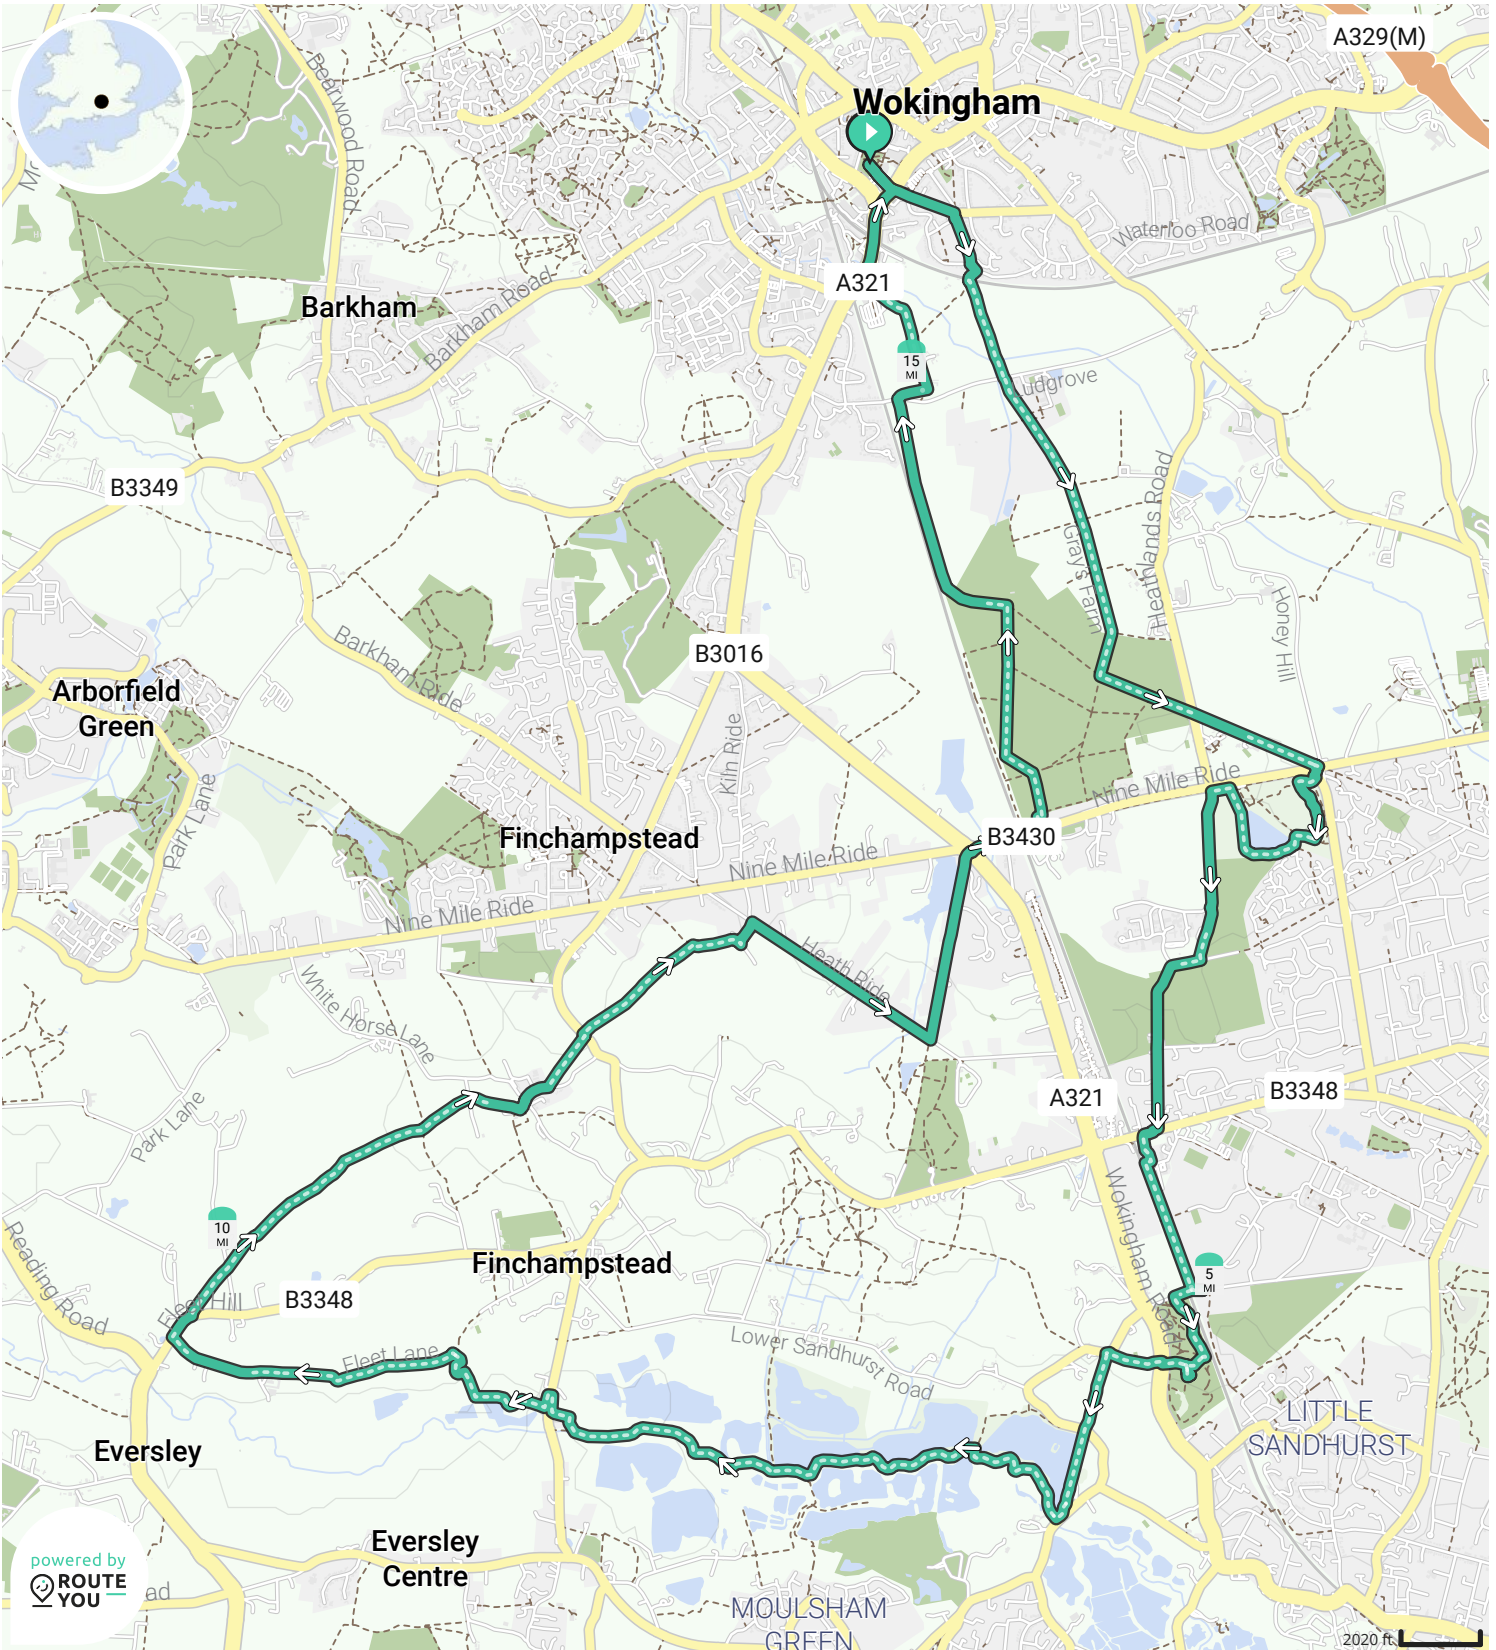 A329(M)
Wokingham
Bearwood Road
Waterloo Road
A321
Barkham
Barkham Road
15
MI
udgrove
B3349
Heathlands Road
Gray's Farm
Honey Hill
B3016
Barkham Ride
Arborfield
Green
Kiln Ride
Nine Mile Ride
Park Lane
Finchampstead
B3430
Nine Mile Ride
Nine Mile Ride
Heath Ride
White Horse Lane
A321
B3348
Park Lane
Wokingham Road
10
MI
Reading Road
Finchampstead
5
MI
B3348
Fleet Hill
Fleet Lane
Lower Sandhurst Road
LITTLE
SANDHURST
Eversley
Eversley
Centre
powered by
ROUTE
YOU
ad
MOULSHAM
GREEN
2020 ft